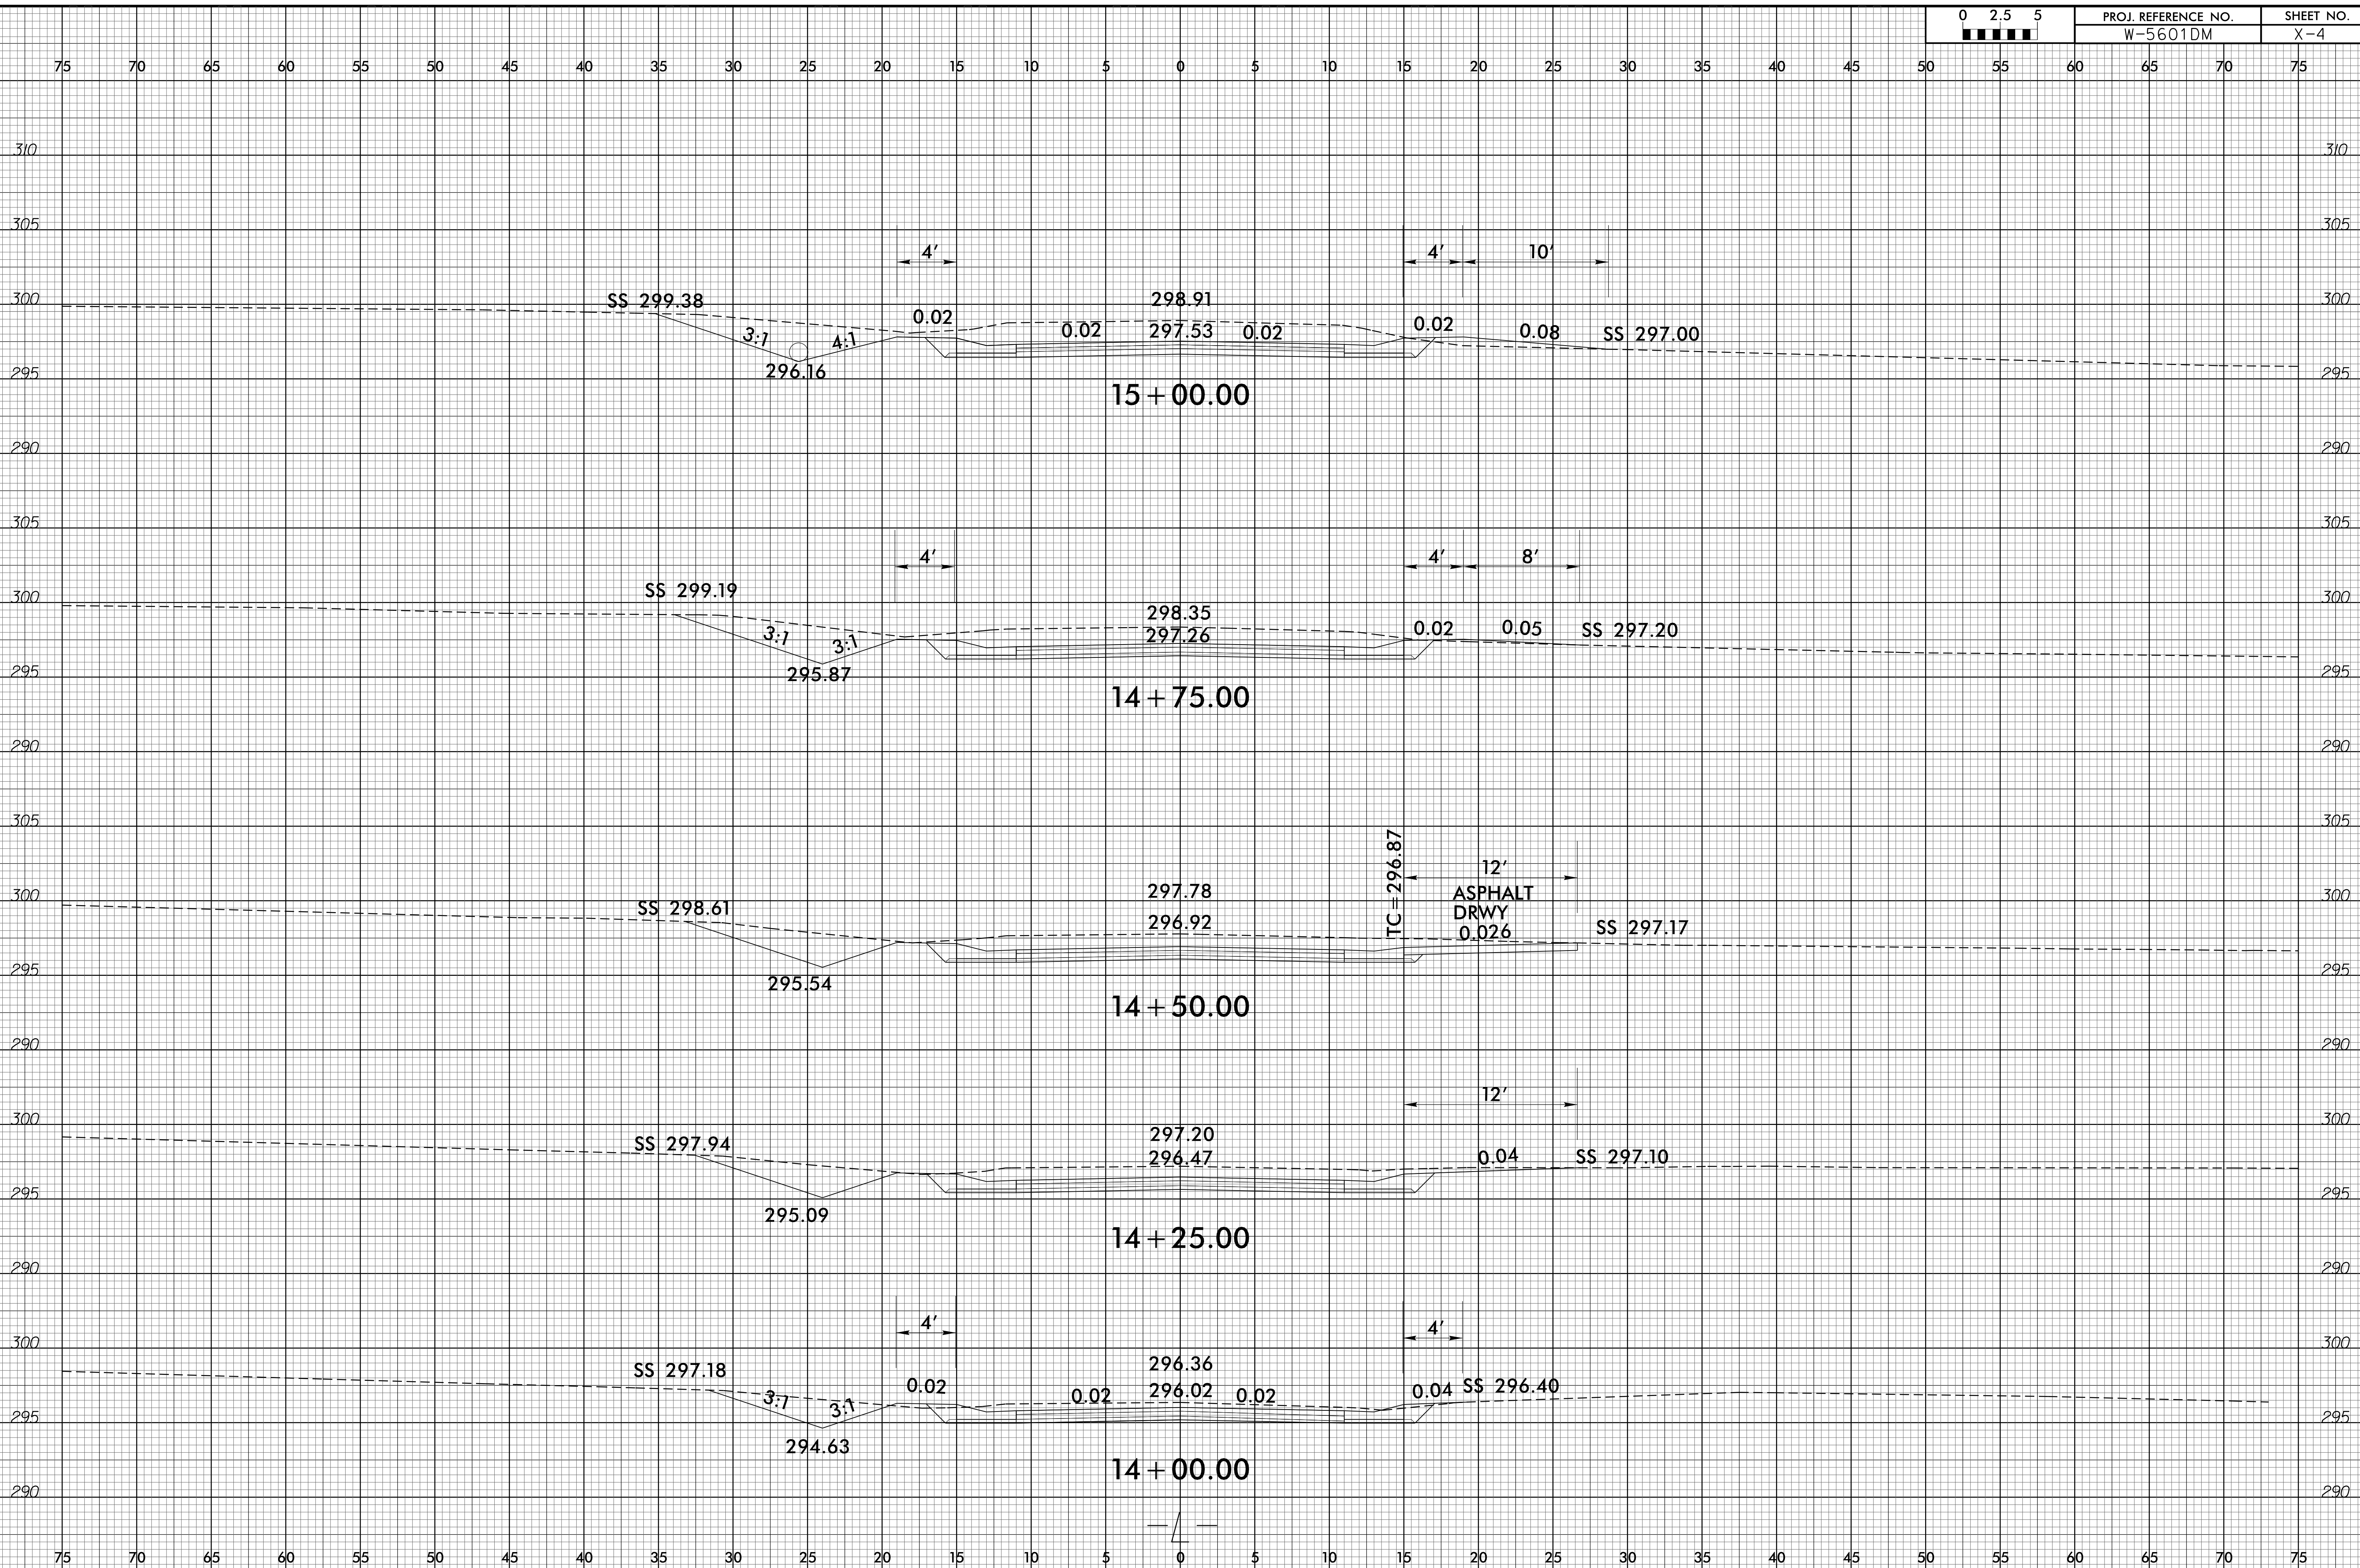 0 2.5 5
PROJ. REFERENCE NO. SHEET NO.
W-5601DM X-4
75 70 65 60 55 50 45 40 35 30 25 20 15 10 5 0 5 10 15 20 25 30 35 40 45 50 55 60 65 70 75
310 310
305 305
4' 4' 10'
300 SS 299.38 298.91 300
0.02 0.02 297.53 0.02 0.02 0.08 SS 297.00
3:1 4:1
295 296.16 295
15+00.00
290 290
305 305
4' 4' 8'
300 SS 299.19 300
298.35
3:1 3:1 297.26 0.02 0.05 SS 297.20
295 295.87 295
14+75.00
290 290
305 305
TC=296.87
12'
300 297.78 ASPHALT 300
SS 298.61 DRWY
296.92 0.026 SS 297.17
295 295.54 295
14+50.00
290 290
12'
300 300
297.20
SS 297.94 296.47 0.04 SS 297.10
295 295
295.09
14+25.00
290 290
4' 4'
300 300
SS 297.18 296.36
3:1 3:1 0.02 0.02 296.02 0.02 0.04 SS 296.40
295 295
294.63
14+00.00
290 290
75 70 65 60 55 50 45 40 35 30 25 20 15 10 5 0 5 10 15 20 25 30 35 40 45 50 55 60 65 70 75